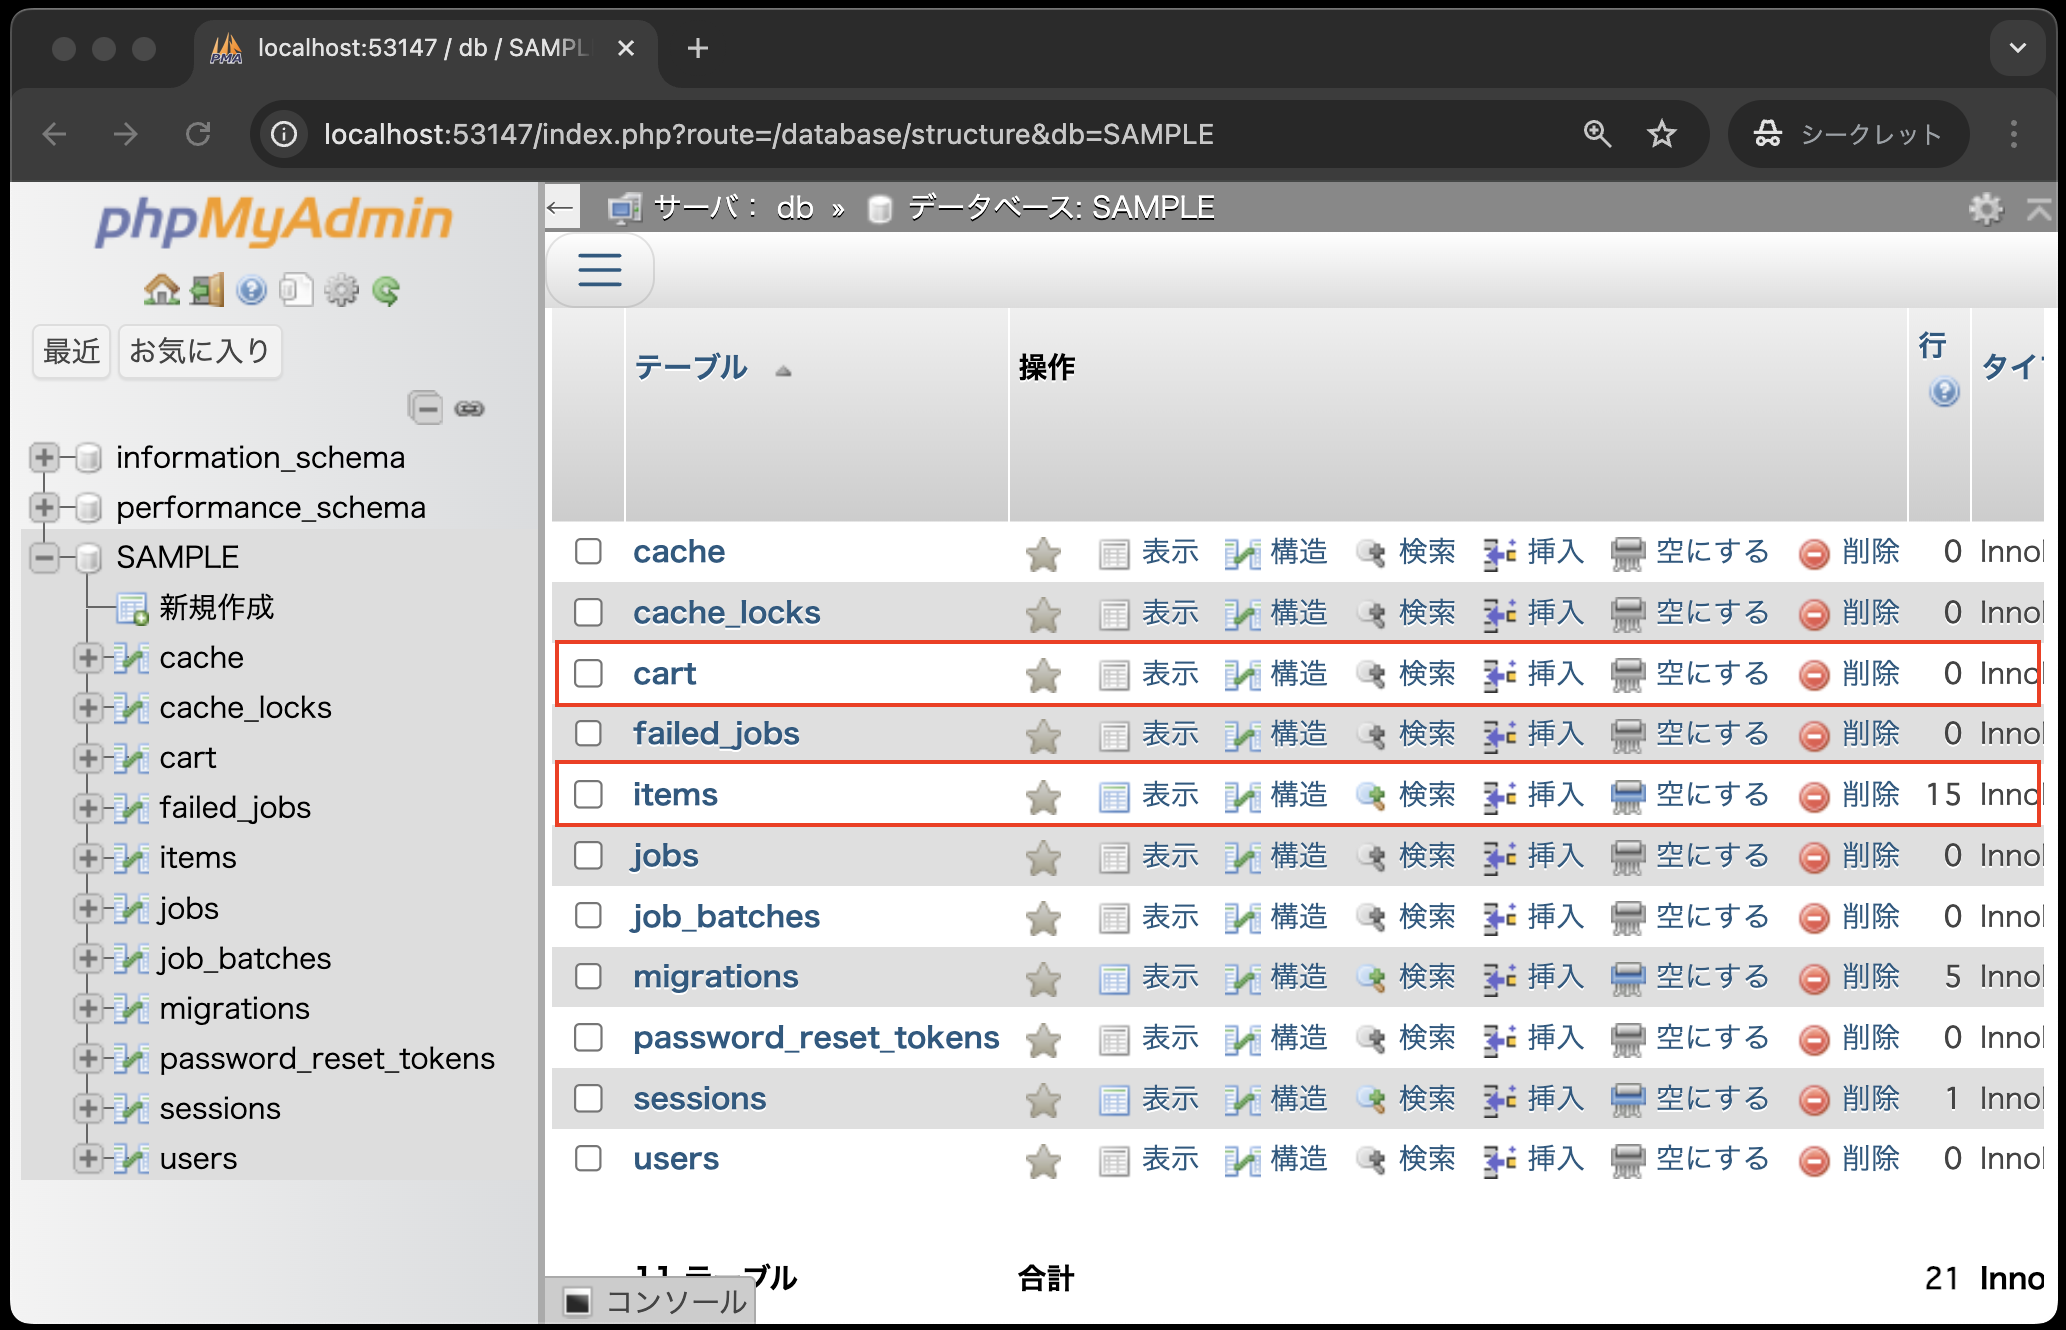 localhost:53147 / db / SAMPL
localhost:53147/index.php?route=/database/structure&db=SAMPLE
シークレット
phpMyAdmin
最近 お気に入り
information_schema
performance_schema
SAMPLE
新規作成
cache
cache_locks
cart
failed_jobs
items
jobs
job_batches
migrations
password_reset_tokens
sessions
users
サーバ: db » データベース: SAMPLE
テーブル 操作 行 タイ
cache 表示 構造 検索 挿入 空にする 削除 0 Inno
cache_locks 表示 構造 検索 挿入 空にする 削除 0 Inno
cart 表示 構造 検索 挿入 空にする 削除 0 Inno
failed_jobs 表示 構造 検索 挿入 空にする 削除 0 Inno
items 表示 構造 検索 挿入 空にする 削除 15 Inno
jobs 表示 構造 検索 挿入 空にする 削除 0 Inno
job_batches 表示 構造 検索 挿入 空にする 削除 0 Inno
migrations 表示 構造 検索 挿入 空にする 削除 5 Inno
password_reset_tokens 表示 構造 検索 挿入 空にする 削除 0 Inno
sessions 表示 構造 検索 挿入 空にする 削除 1 Inno
users 表示 構造 検索 挿入 空にする 削除 0 Inno
11 テーブル 合計 21 Inno
コンソール